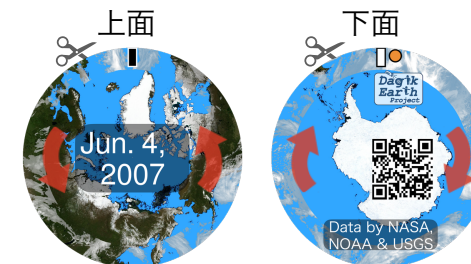 上面
下面
Jun. 4,
2007
Dagik
Earth
Project
Data by NASA,
NOAA & USGS